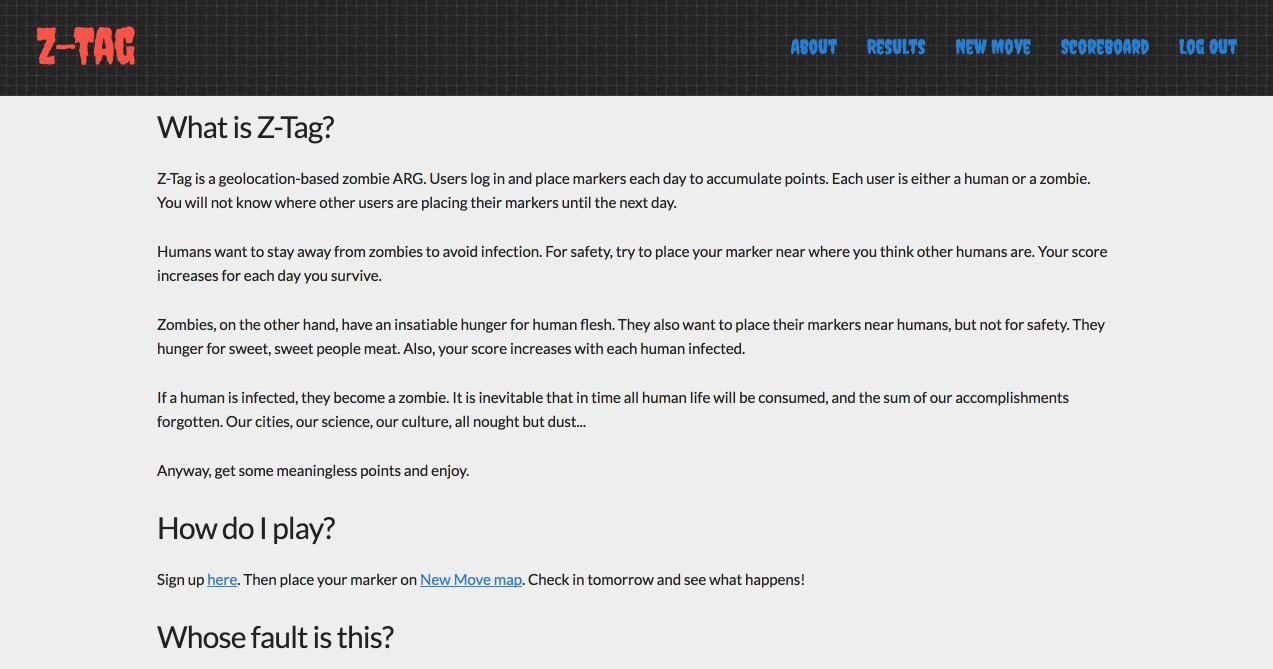 Z-TAG
ABOUT RESULTS NEW MOVE SCOREBOARD LOG OUT
What is Z-Tag?
Z-Tag is a geolocation-based zombie ARG. Users log in and place markers each day to accumulate points. Each user is either a human or a zombie.
You will not know where other users are placing their markers until the next day.
Humans want to stay away from zombies to avoid infection. For safety, try to place your marker near where you think other humans are. Your score
increases for each day you survive.
Zombies, on the other hand, have an insatiable hunger for human flesh. They also want to place their markers near humans, but not for safety. They
hunger for sweet, sweet people meat. Also, your score increases with each human infected.
If a human is infected, they become a zombie. It is inevitable that in time all human life will be consumed, and the sum of our accomplishments
forgotten. Our cities, our science, our culture, all nought but dust...
Anyway, get some meaningless points and enjoy.
How do I play?
Sign up here. Then place your marker on New Move map. Check in tomorrow and see what happens!
Whose fault is this?